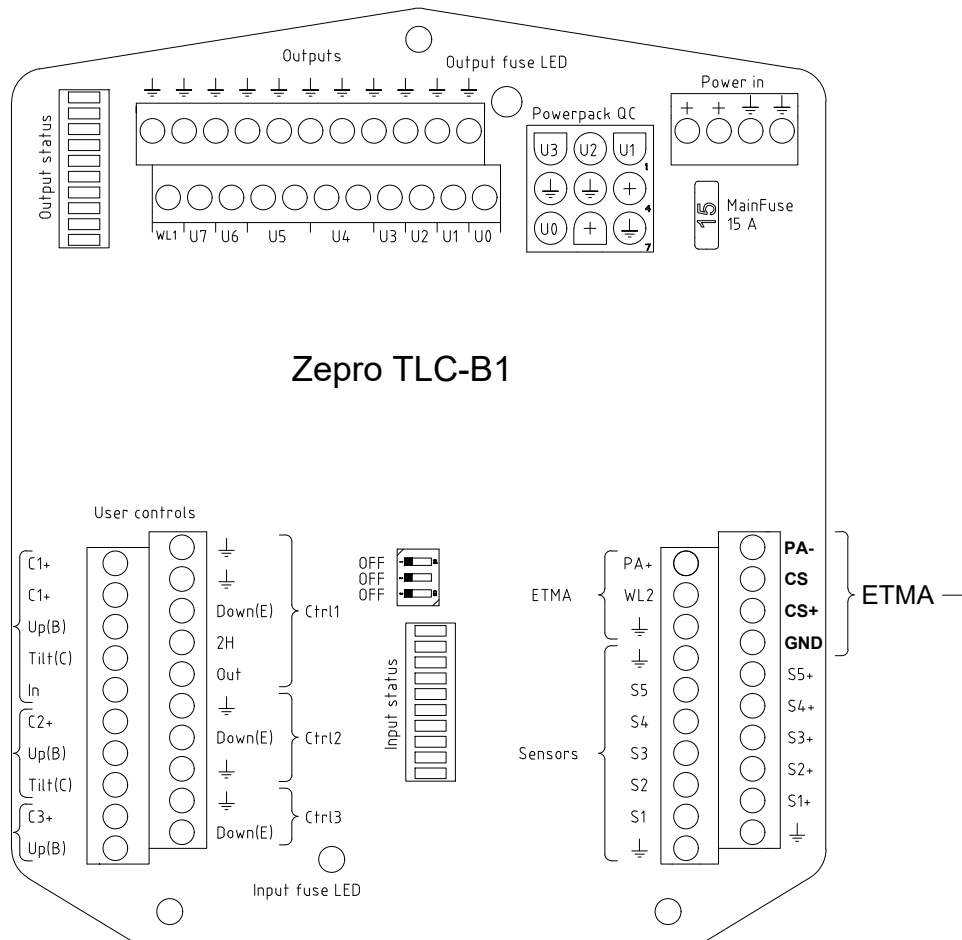 Outputs
Output fuse LED
Power in
Output status
Powerpack QC
+ + ⏚ ⏚
U3 U2 U1
1
⏚ ⏚ +
4
U0 + ⏚
7
15
MainFuse
15 A
WL1 U7 U6 U5 U4 U3 U2 U1 U0
Zepro TLC-B1
User controls
C1+
C1+
Up(B)
Tilt(C)
In
C2+
Up(B)
Tilt(C)
C3+
Up(B)
⏚
⏚
Down(E)
2H
Out
⏚
Down(E)
⏚
⏚
Down(E)
Ctrl1
Ctrl2
Ctrl3
OFF
OFF
OFF
Input status
Input fuse LED
ETMA
Sensors
PA+
WL2
⏚
⏚
S5
S4
S3
S2
S1
⏚
PA-
CS
CS+
GND
S5+
S4+
S3+
S2+
S1+
⏚
ETMA